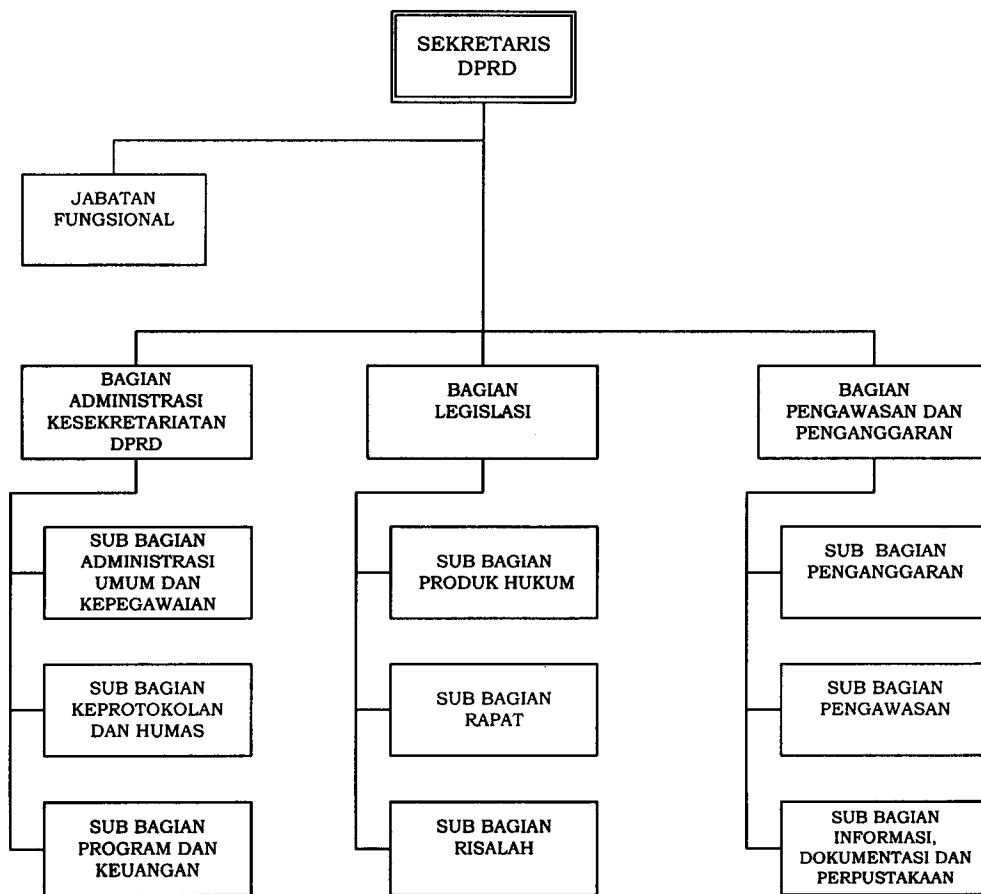 SEKRETARIS
DPRD
JABATAN
FUNGSIONAL
BAGIAN
ADMINISTRASI
KESEKRETARIATAN
DPRD
BAGIAN
LEGISLASI
BAGIAN
PENGAWASAN DAN
PENGANGGARAN
SUB BAGIAN
ADMINISTRASI
UMUM DAN
KEPEGAWAIAN
SUB BAGIAN
PRODUK HUKUM
SUB BAGIAN
PENGANGGARAN
SUB BAGIAN
KEPROTOKOLAN
DAN HUMAS
SUB BAGIAN
RAPAT
SUB BAGIAN
PENGAWASAN
SUB BAGIAN
PROGRAM DAN
KEUANGAN
SUB BAGIAN
RISALAH
SUB BAGIAN
INFORMASI,
DOKUMENTASI DAN
PERPUSTAKAAN